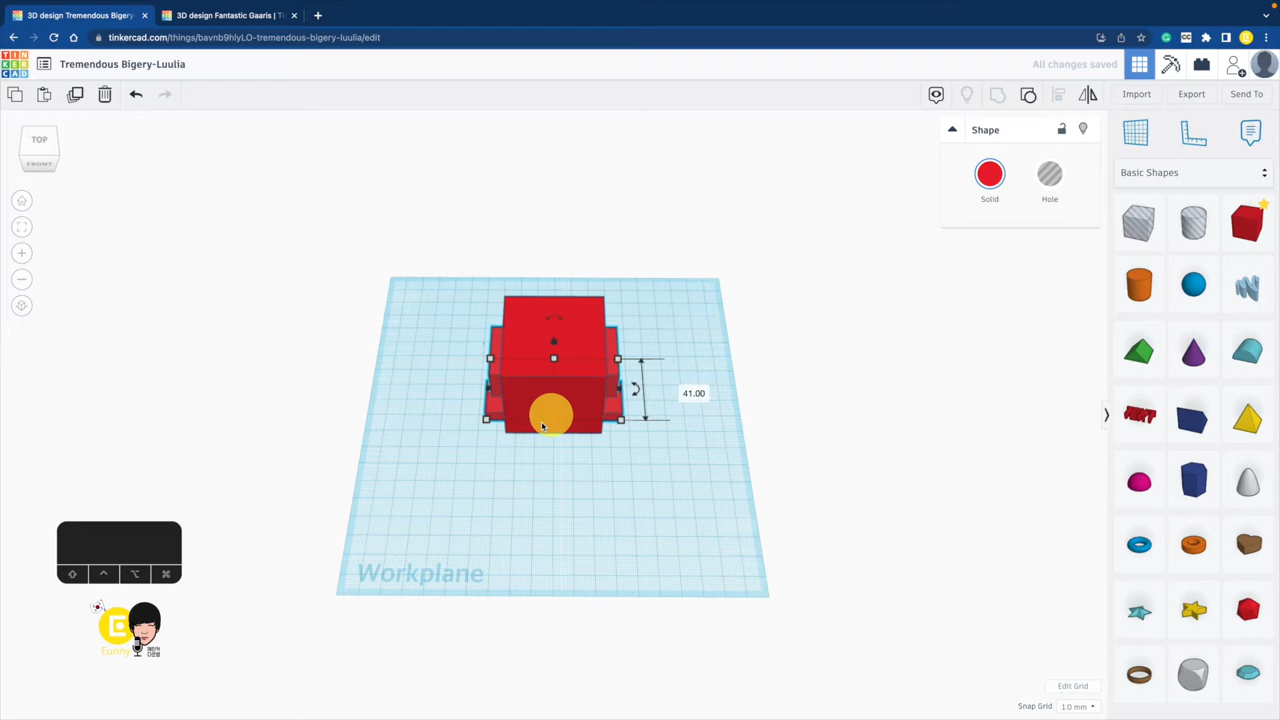 3D design Tremendous Bigery-
3D design Fantastic Gaaris | Ti
tinkercad.com/things/bavnb9hlyLO-tremendous-bigery-luulia/edit
TIN
KER
CAD
Tremendous Bigery-Luulia
All changes saved
Import
Export
Send To
TOP
FRONT
Shape
Solid
Hole
Basic Shapes
41.00
Workplane
Eunny
Edit Grid
Snap Grid
1.0 mm